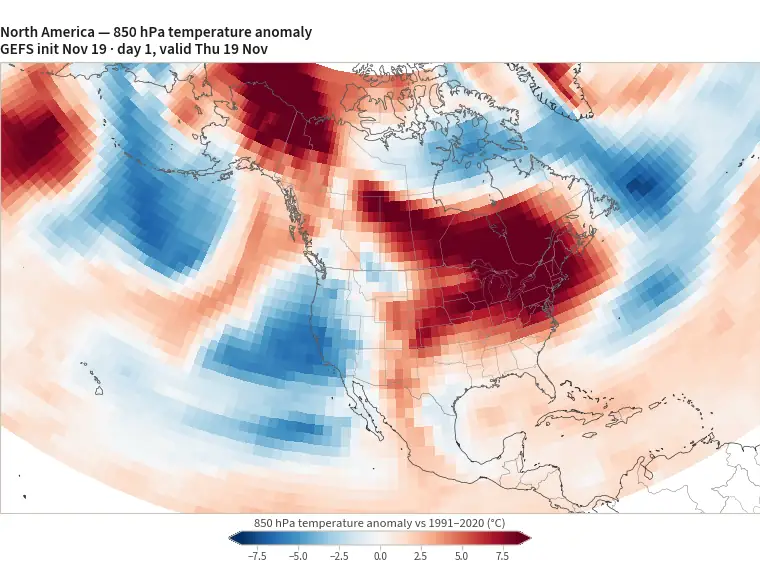 North America — 850 hPa temperature anomaly
GEFS init Nov 19 · day 1, valid Thu 19 Nov
850 hPa temperature anomaly vs 1991–2020 (°C)
−7.5 −5.0 −2.5 0.0 2.5 5.0 7.5